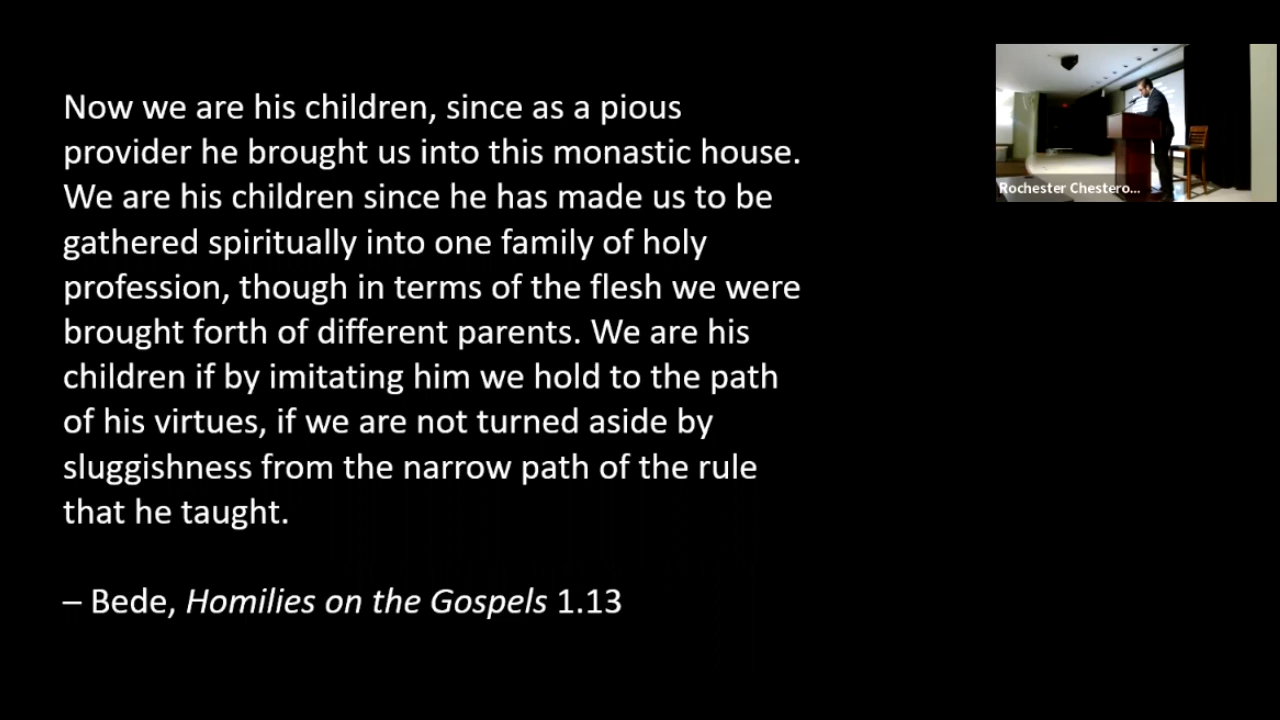 Now we are his children, since as a pious
provider he brought us into this monastic house.
We are his children since he has made us to be
gathered spiritually into one family of holy
profession, though in terms of the flesh we were
brought forth of different parents. We are his
children if by imitating him we hold to the path
of his virtues, if we are not turned aside by
sluggishness from the narrow path of the rule
that he taught.
– Bede, Homilies on the Gospels 1.13
Rochester Chestero...